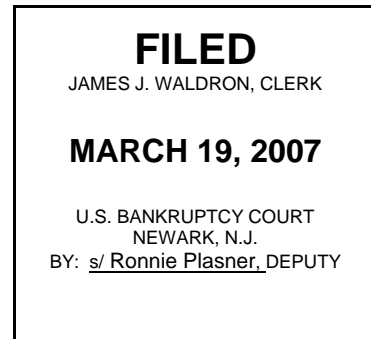 FILED
JAMES J. WALDRON, CLERK
MARCH 19, 2007
U.S. BANKRUPTCY COURT
NEWARK, N.J.
BY: s/ Ronnie Plasner, DEPUTY